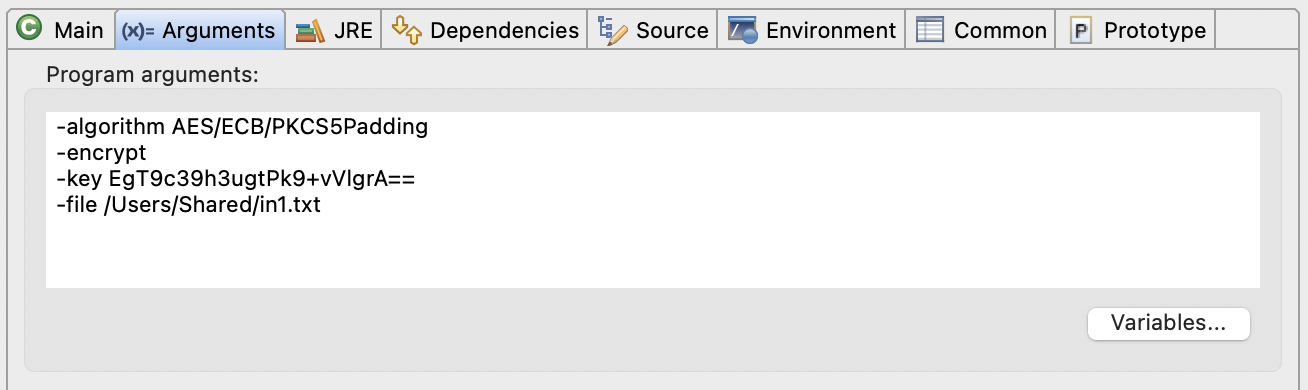 Main (x)= Arguments JRE Dependencies Source Environment Common Prototype
Program arguments:
-algorithm AES/ECB/PKCS5Padding
-encrypt
-key EgT9c39h3ugtPk9+vVlgrA==
-file /Users/Shared/in1.txt
Variables...